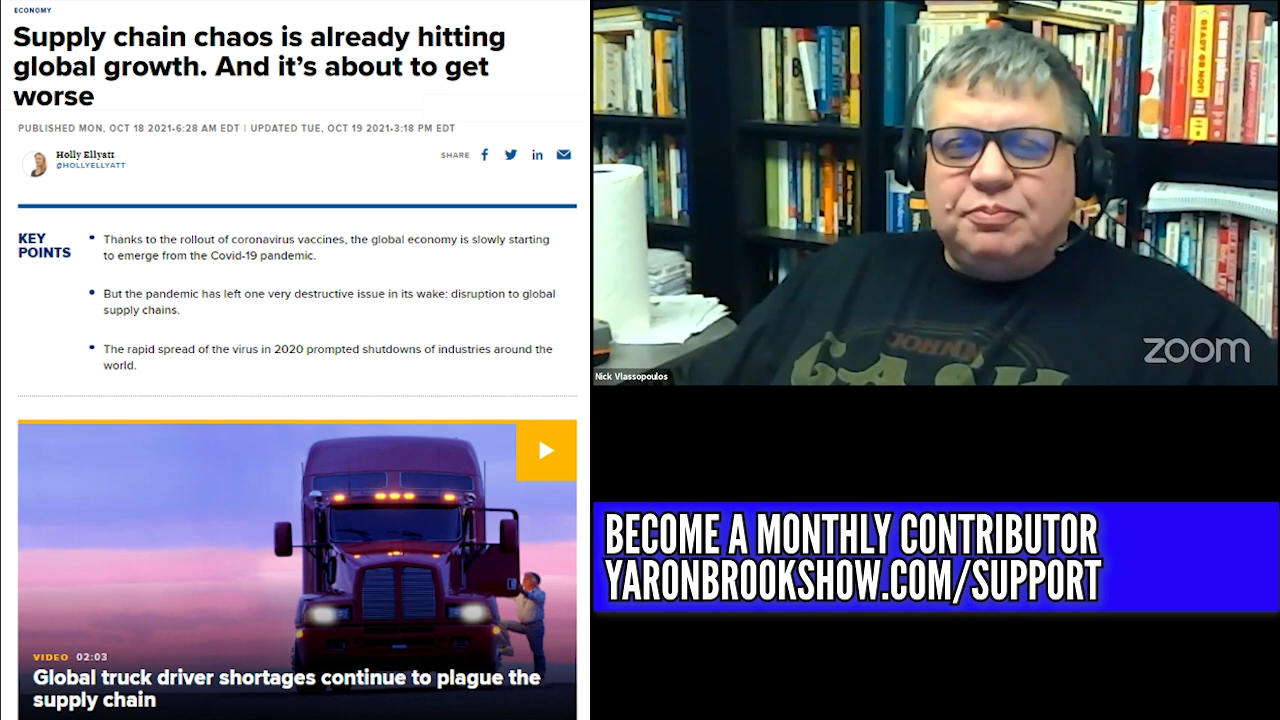 ECONOMY
Supply chain chaos is already hitting
global growth. And it's about to get
worse
PUBLISHED MON, OCT 18 2021-6:28 AM EDT | UPDATED TUE, OCT 19 2021-3:18 PM EDT
Holly Ellyatt
@HOLLYELLYATT
SHARE
KEY
POINTS
Thanks to the rollout of coronavirus vaccines, the global economy is slowly starting
to emerge from the Covid-19 pandemic.
But the pandemic has left one very destructive issue in its wake: disruption to global
supply chains.
The rapid spread of the virus in 2020 prompted shutdowns of industries around the
world.
VIDEO 02:03
Global truck driver shortages continue to plague the
supply chain
READY OR NOT!
JOHNNY
CASH
zoom
Nick Vlassopoulos
BECOME A MONTHLY CONTRIBUTOR
YARONBROOKSHOW.COM/SUPPORT